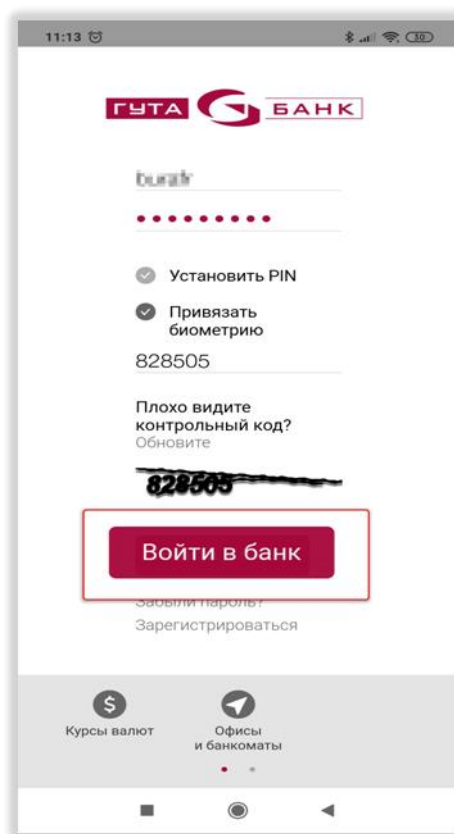 11:13
30
ГУТА БАНК
Установить PIN
Привязать
биометрию
828505
Плохо видите
контрольный код?
Обновите
828505
Войти в банк
Забыли пароль?
Зарегистрироваться
Курсы валют
Офисы
и банкоматы